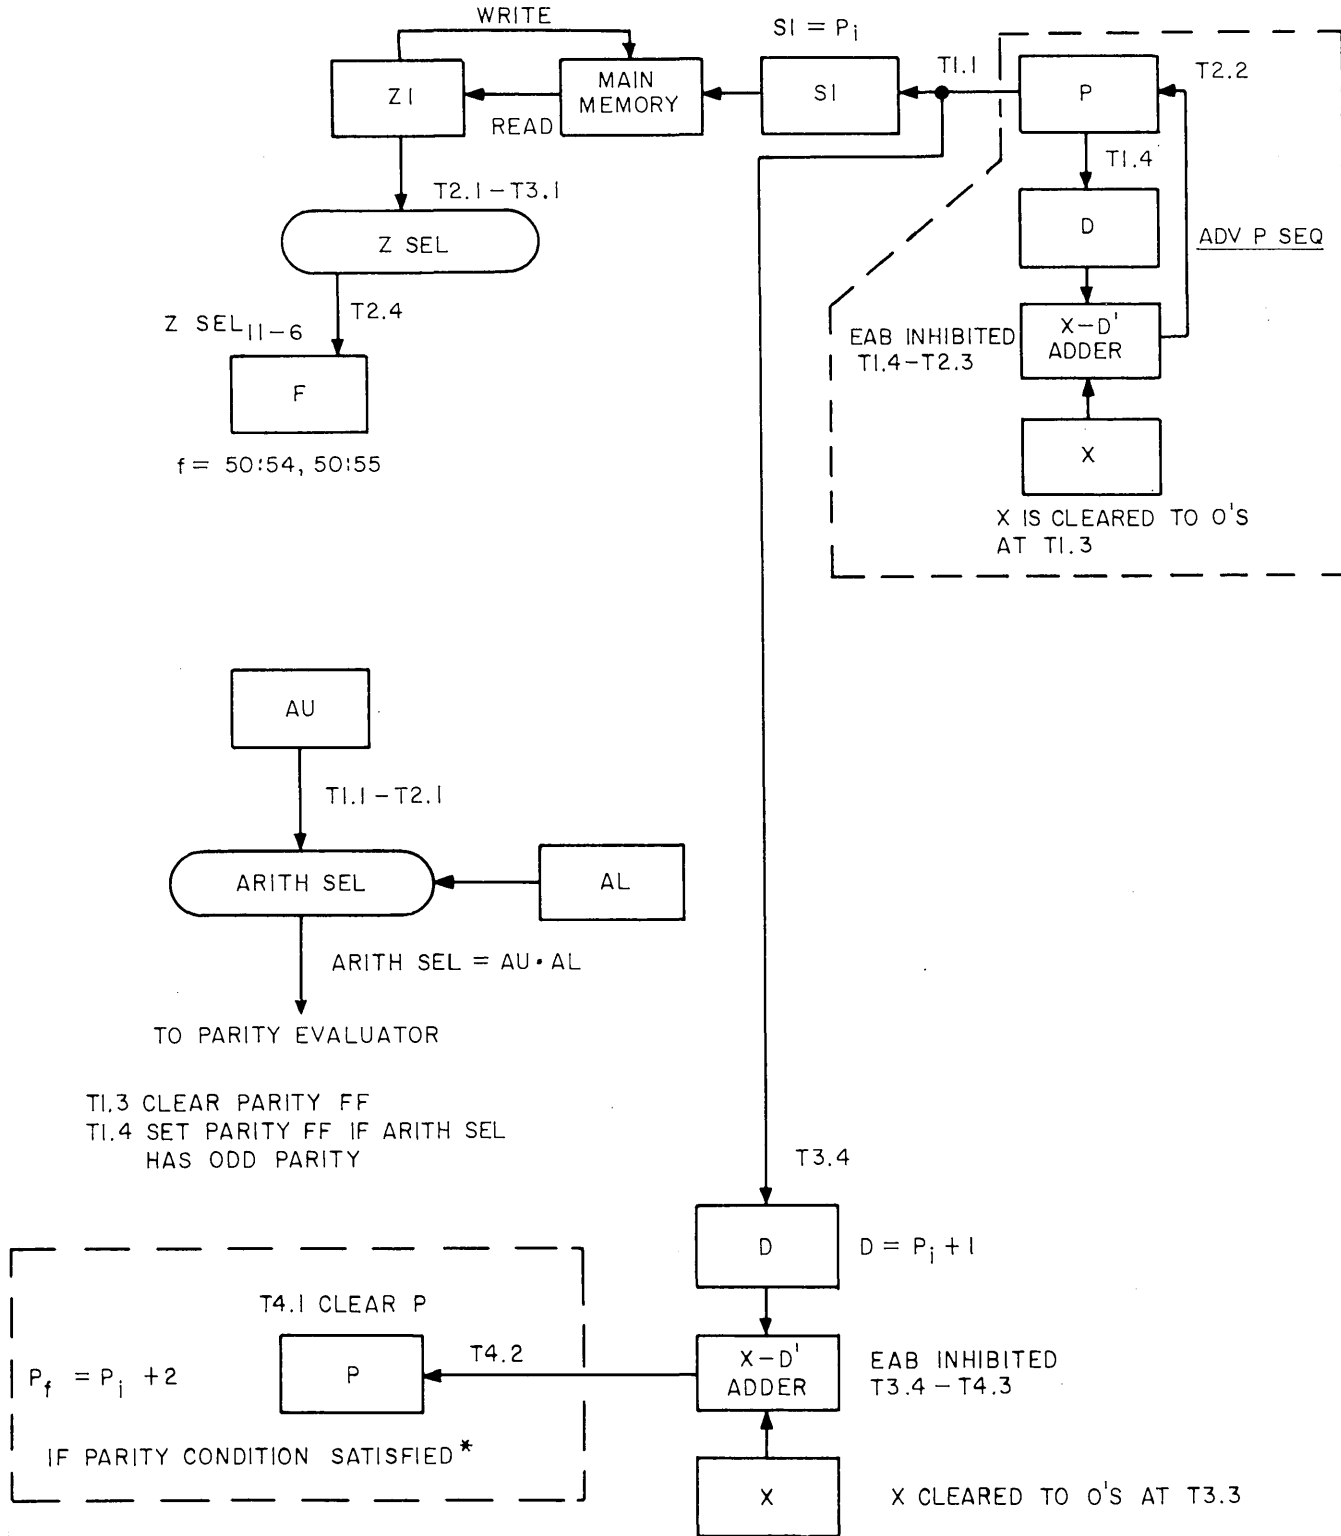 WRITE
SI = Pi
Z1
MAIN
MEMORY
READ
SI
T1.1
P
T2.2
T1.4
D
ADV P SEQ
T2.1-T3.1
Z SEL
T2.4
Z SEL11-6
F
f = 50:54, 50:55
EAB INHIBITED
T1.4-T2.3
X-D'
ADDER
X
X IS CLEARED TO 0'S
AT T1.3
AU
T1.1-T2.1
ARITH SEL
AL
ARITH SEL = AU·AL
TO PARITY EVALUATOR
T1.3 CLEAR PARITY FF
T1.4 SET PARITY FF IF ARITH SEL
HAS ODD PARITY
T3.4
D
D = Pi + 1
T4.1 CLEAR P
Pf = Pi +2
P
T4.2
X-D'
ADDER
EAB INHIBITED
T3.4-T4.3
IF PARITY CONDITION SATISFIED*
X
X CLEARED TO 0'S AT T3.3